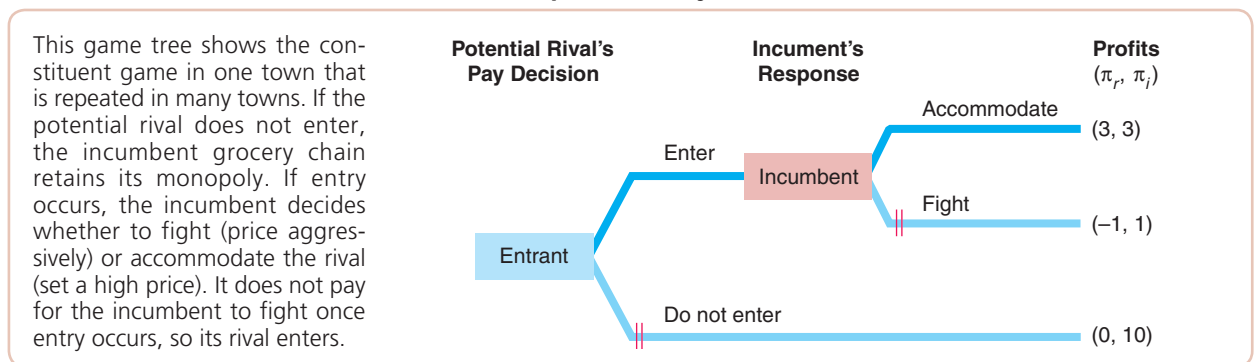 This game tree shows the con-
stituent game in one town that
is repeated in many towns. If the
potential rival does not enter,
the incumbent grocery chain
retains its monopoly. If entry
occurs, the incumbent decides
whether to fight (price aggres-
sively) or accommodate the rival
(set a high price). It does not pay
for the incumbent to fight once
entry occurs, so its rival enters.
Potential Rival's
Pay Decision
Incument's
Response
Profits
(πr, πi)
Accommodate
(3, 3)
Enter
Incumbent
Fight
(–1, 1)
Entrant
Do not enter
(0, 10)